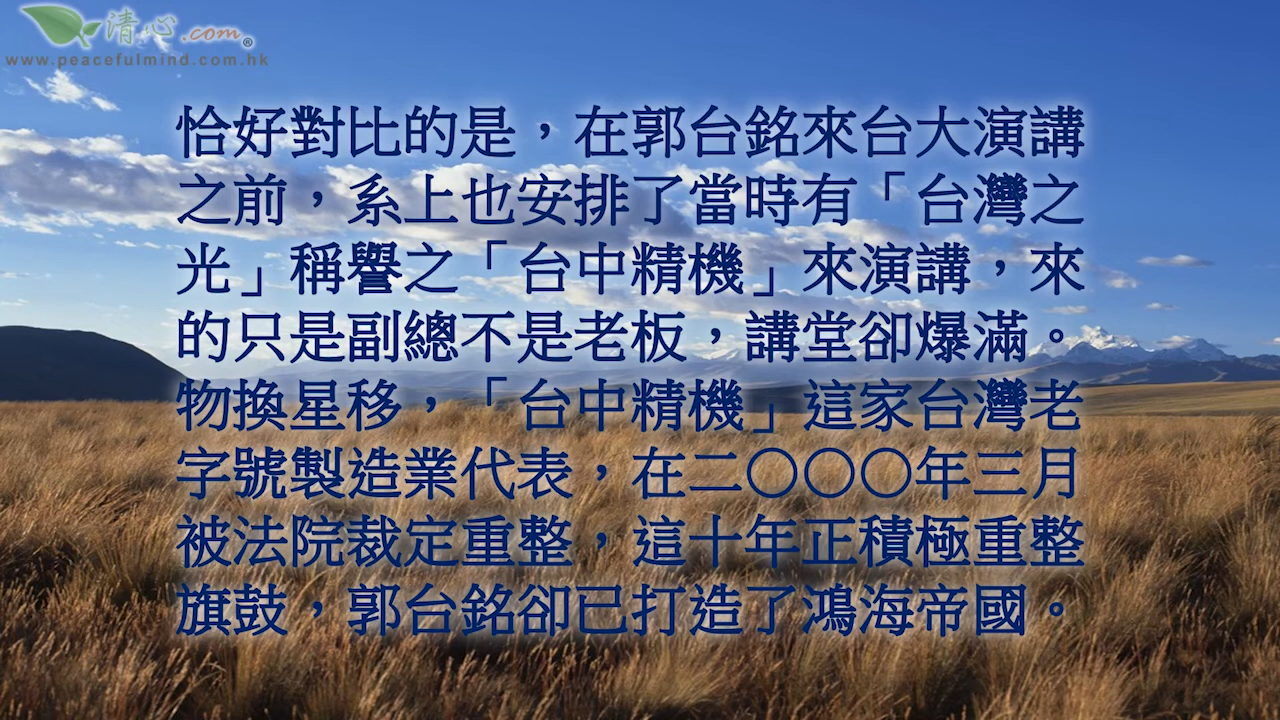 清心.com®
www.peacefulmind.com.hk
恰好對比的是，在郭台銘來台大演講
之前，系上也安排了當時有「台灣之
光」稱譽之「台中精機」來演講，來
的只是副總不是老板，講堂卻爆滿。
物換星移，「台中精機」這家台灣老
字號製造業代表，在二〇〇〇年三月
被法院裁定重整，這十年正積極重整
旗鼓，郭台銘卻已打造了鴻海帝國。